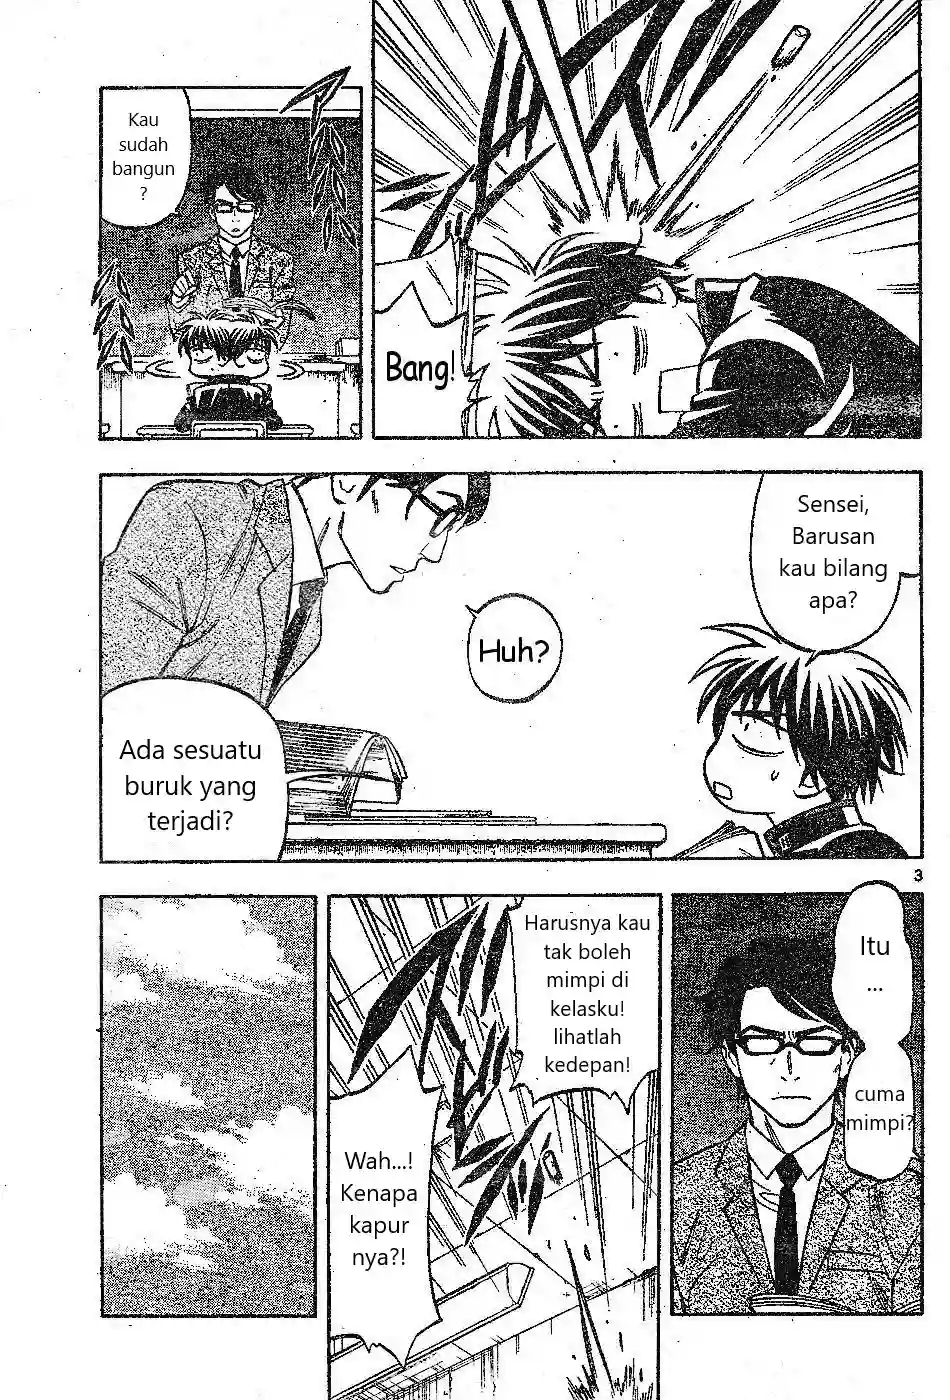 Bang!
Kau
sudah
bangun
?
Sensei,
Barusan
kau bilang
apa?
Huh?
Ada sesuatu
buruk yang
terjadi?
3
Itu
...
cuma
mimpi?
Harusnya kau
tak boleh
mimpi di
kelasku!
lihatlah
kedepan!
Wah...!
Kenapa
kapur
nya?!